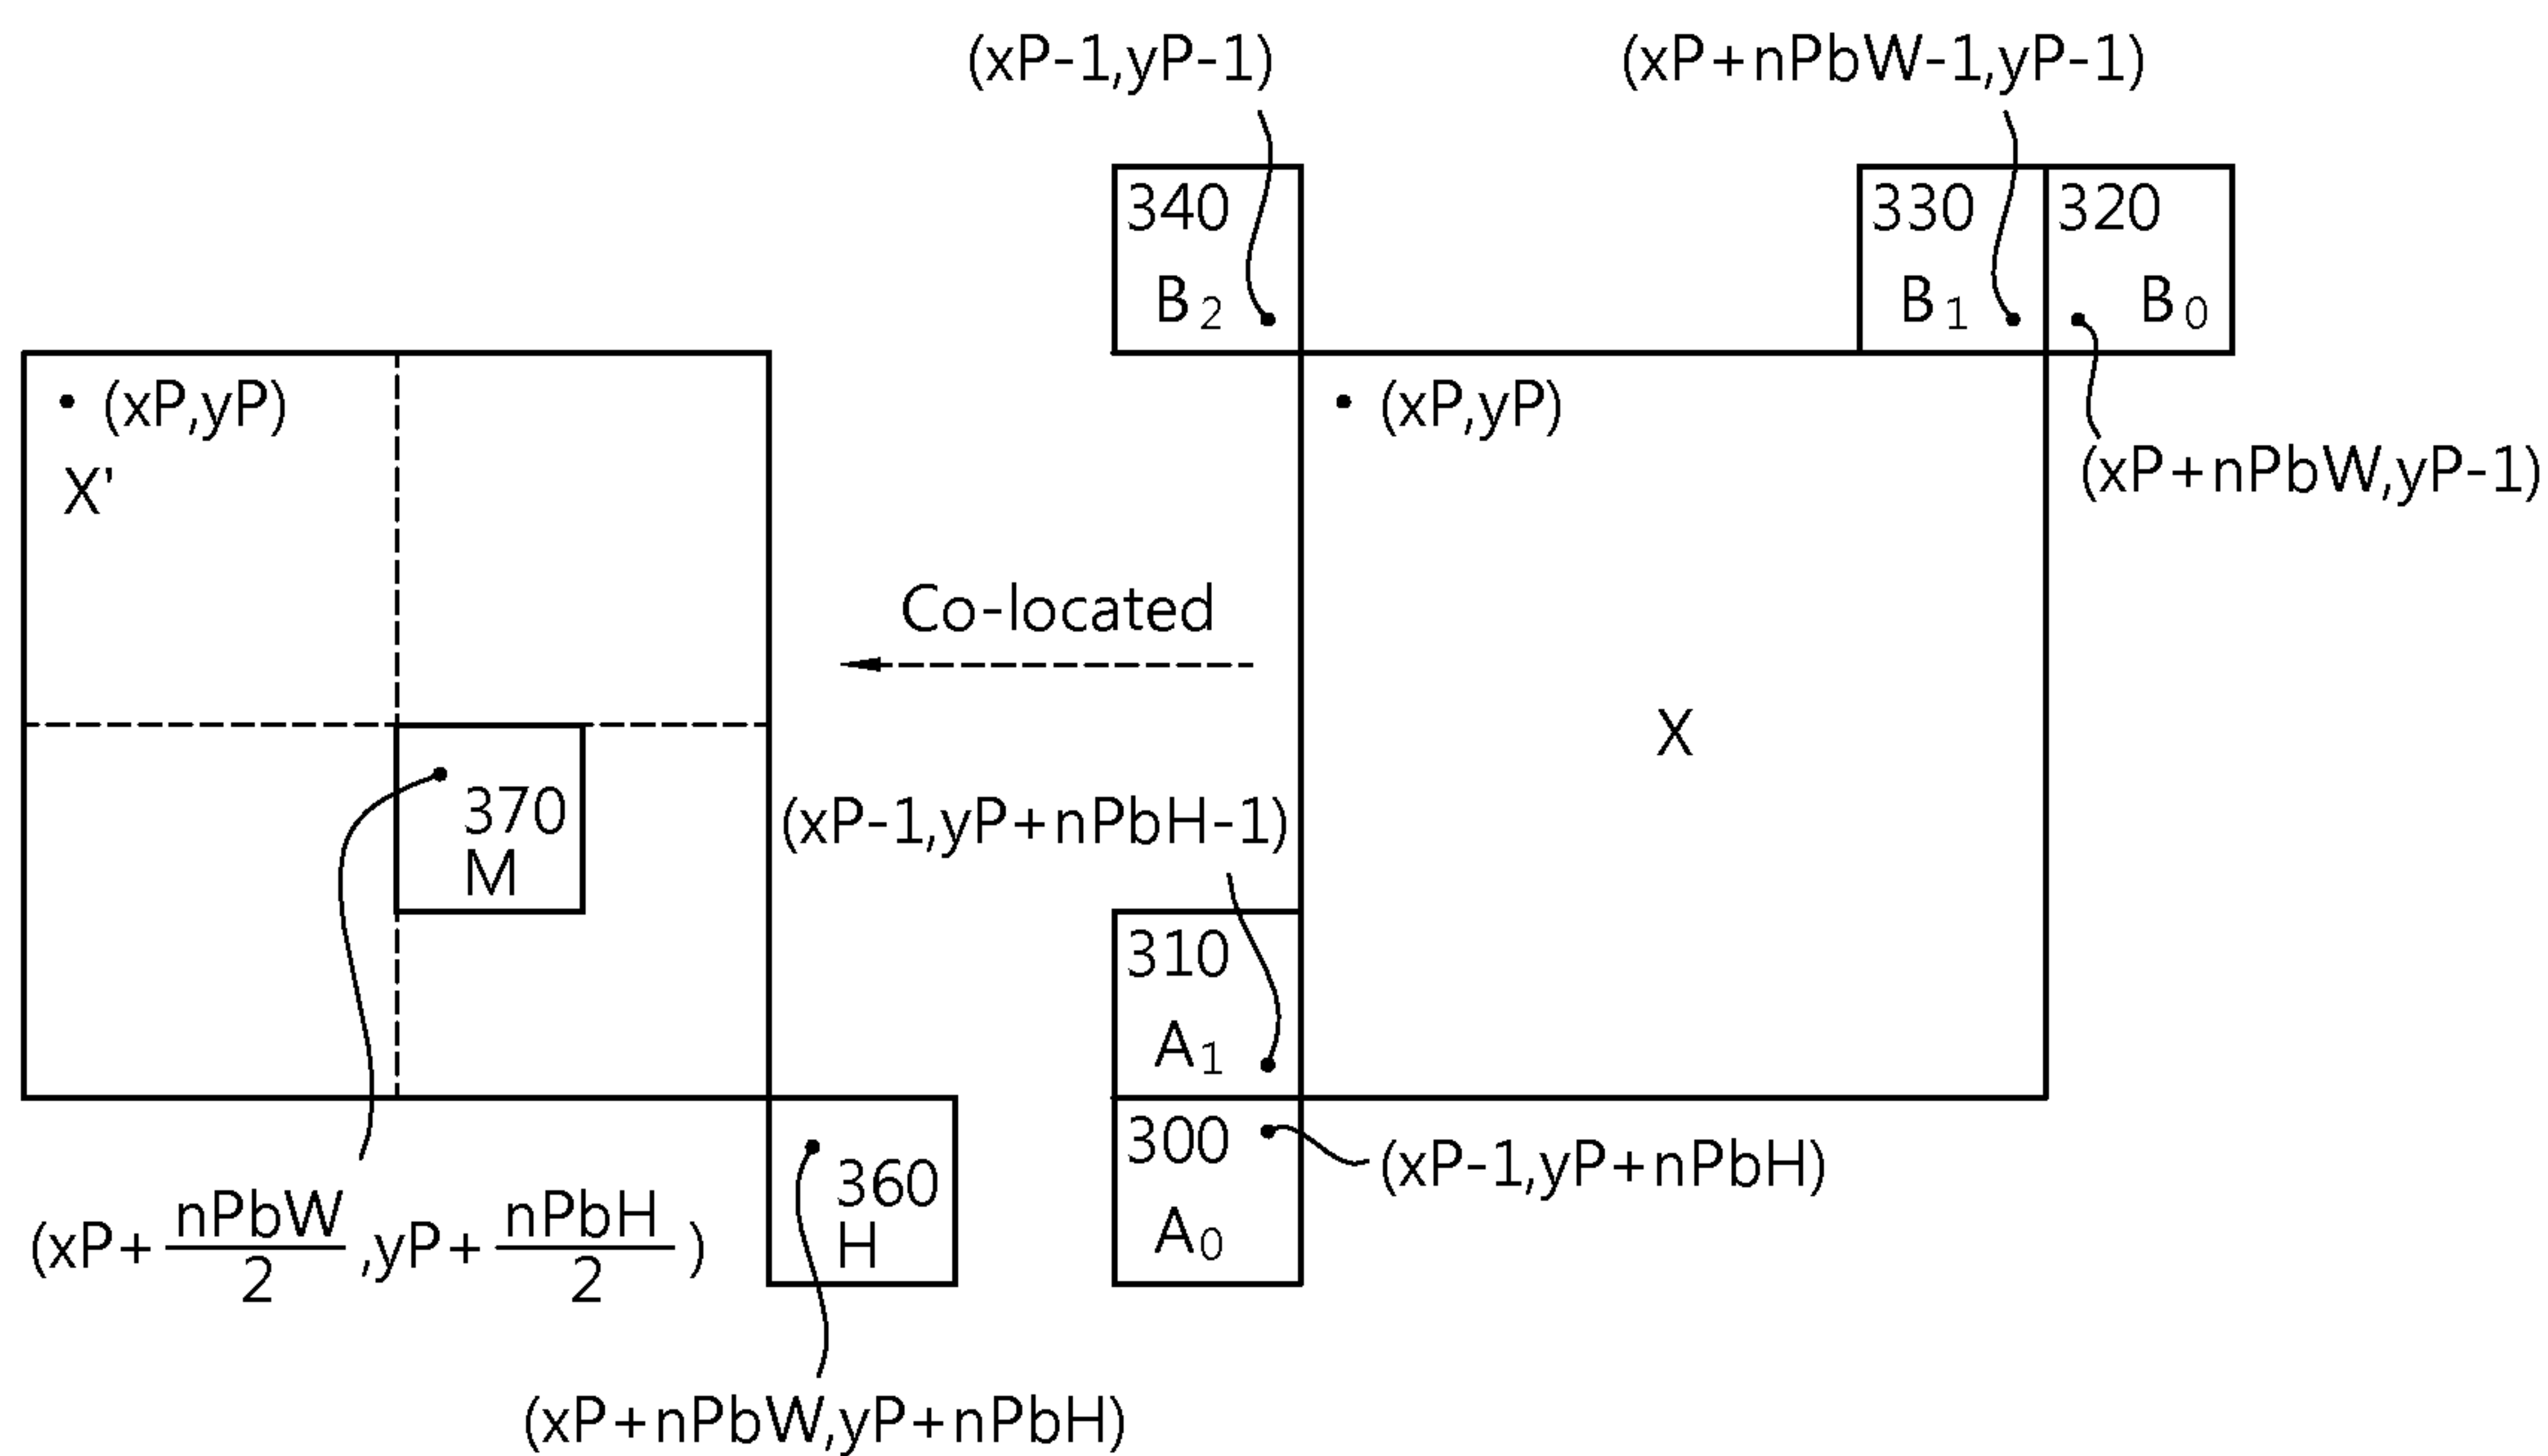 (xP-1,yP-1)
(xP+nPbW-1,yP-1)
340
B2
330
B1
320
B0
(xP+nPbW,yP-1)
(xP,yP)
X'
(xP,yP)
Co-located
X
370
M
(xP-1,yP+nPbH-1)
310
A1
300
A0
(xP-1,yP+nPbH)
360
H
(xP+nPbW/2,yP+nPbH/2)
(xP+nPbW,yP+nPbH)